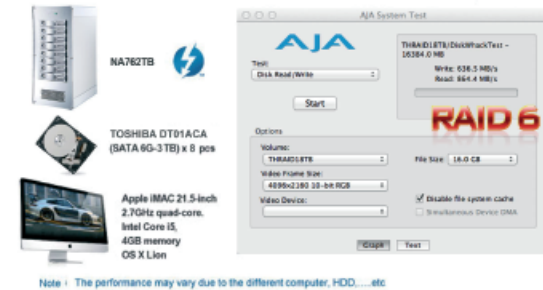 NA762TB
TOSHIBA DT01ACA
(SATA 6G-3TB) x 8 pcs
Apple iMAC 21.5-inch
2.7GHz quad-core.
Intel Core i5,
4GB memory
OS X Lion
AJA System Test
AJA
THRAID18TB/DiskWhackTest -
16384.0 MB
Write: 636.5 MB/s
Read: 864.4 MB/s
Test:
Disk Read/Write
Start
RAID 6
Options
Volume:
THRAID18TB
File Size: 16.0 GB
Video Frame Size:
4096x2160 10-bit RGB
Video Device:
Disable file system cache
Simultaneous Device DMA
Graph
Text
Note : The performance may vary due to the different computer, HDD,.....etc